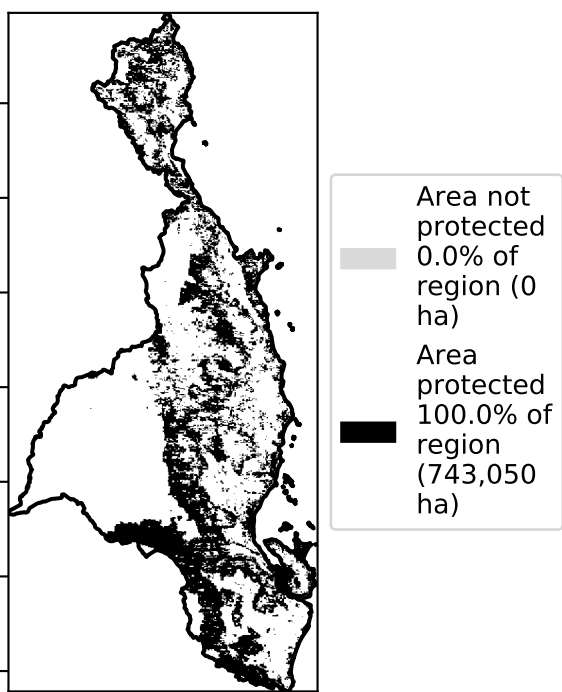 Area not
protected
0.0% of
region (0
ha)
Area
protected
100.0% of
region
(743,050
ha)